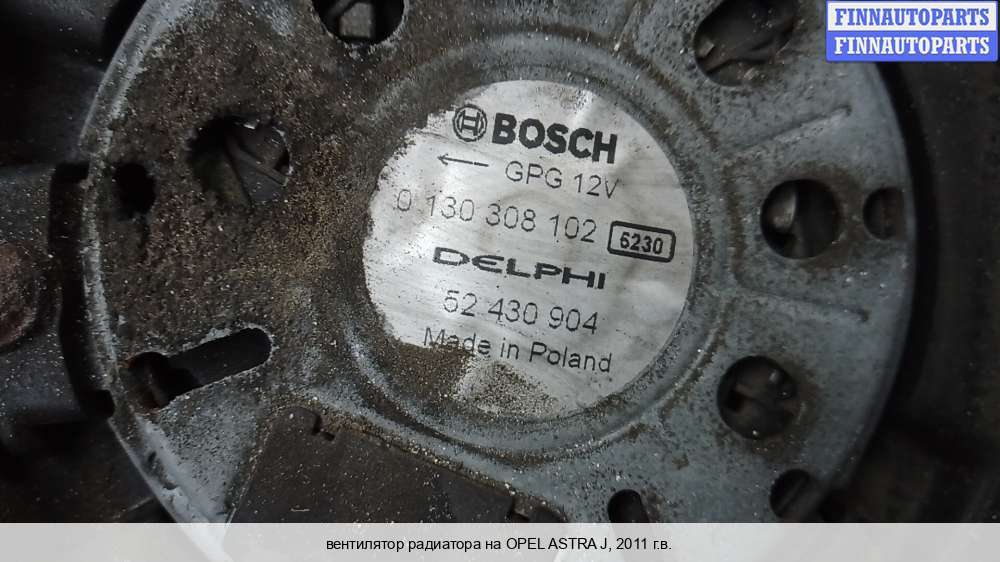 FINNAUTOPARTS
FINNAUTOPARTS
BOSCH
← GPG 12V
0 130 308 102 6230
DELPHI
52 430 904
Made in Poland
вентилятор радиатора на OPEL ASTRA J, 2011 г.в.